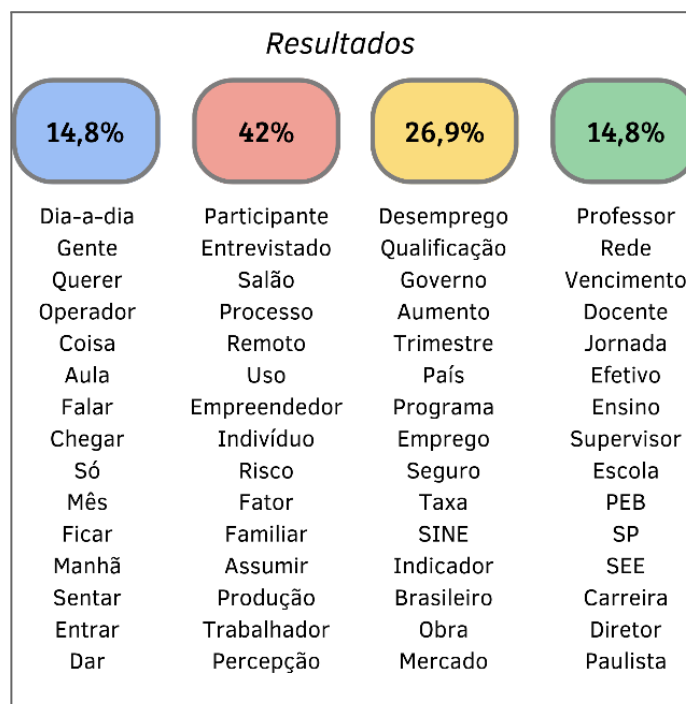 Resultados
14,8% 42% 26,9% 14,8%
Dia-a-dia Participante Desemprego Professor
Gente Entrevistado Qualificação Rede
Querer Salão Governo Vencimento
Operador Processo Aumento Docente
Coisa Remoto Trimestre Jornada
Aula Uso País Efetivo
Falar Empreendedor Programa Ensino
Chegar Indivíduo Emprego Supervisor
Só Risco Seguro Escola
Mês Fator Taxa PEB
Ficar Familiar SINE SP
Manhã Assumir Indicador SEE
Sentar Produção Brasileiro Carreira
Entrar Trabalhador Obra Diretor
Dar Percepção Mercado Paulista